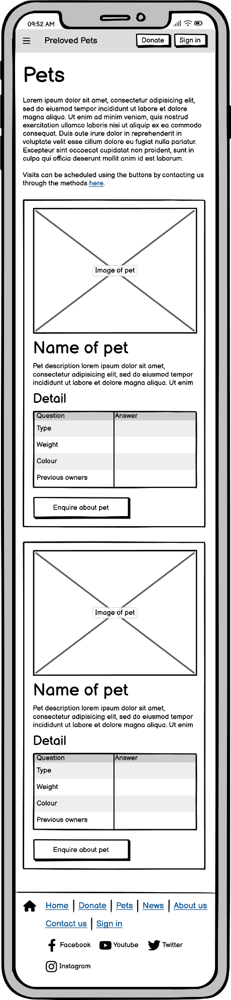 09:52 AM
Preloved Pets
Donate
Sign in
Pets
Lorem ipsum dolor sit amet, consectetur adipisicing elit,
sed do eiusmod tempor incididunt ut labore et dolore
magna aliqua. Ut enim ad minim veniam, quis nostrud
exercitation ullamco laboris nisi ut aliquip ex ea commodo
consequat. Duis aute irure dolor in reprehenderit in
voluptate velit esse cillum dolore eu fugiat nulla pariatur.
Excepteur sint occaecat cupidatat non proident, sunt in
culpa qui officia deserunt mollit anim id est laborum.
Visits can be scheduled using the buttons by contacting us
through the methods here.
Image of pet
Name of pet
Pet description lorem ipsum dolor sit amet,
consectetur adipisicing elit, sed do eiusmod tempor
incididunt ut labore et dolore magna aliqua. Ut enim
Detail
Question Answer
Type
Weight
Colour
Previous owners
Enquire about pet
Image of pet
Name of pet
Pet description lorem ipsum dolor sit amet,
consectetur adipisicing elit, sed do eiusmod tempor
incididunt ut labore et dolore magna aliqua. Ut enim
Detail
Question Answer
Type
Weight
Colour
Previous owners
Enquire about pet
Home | Donate | Pets | News | About us
Contact us | Sign in
Facebook Youtube Twitter
Instagram